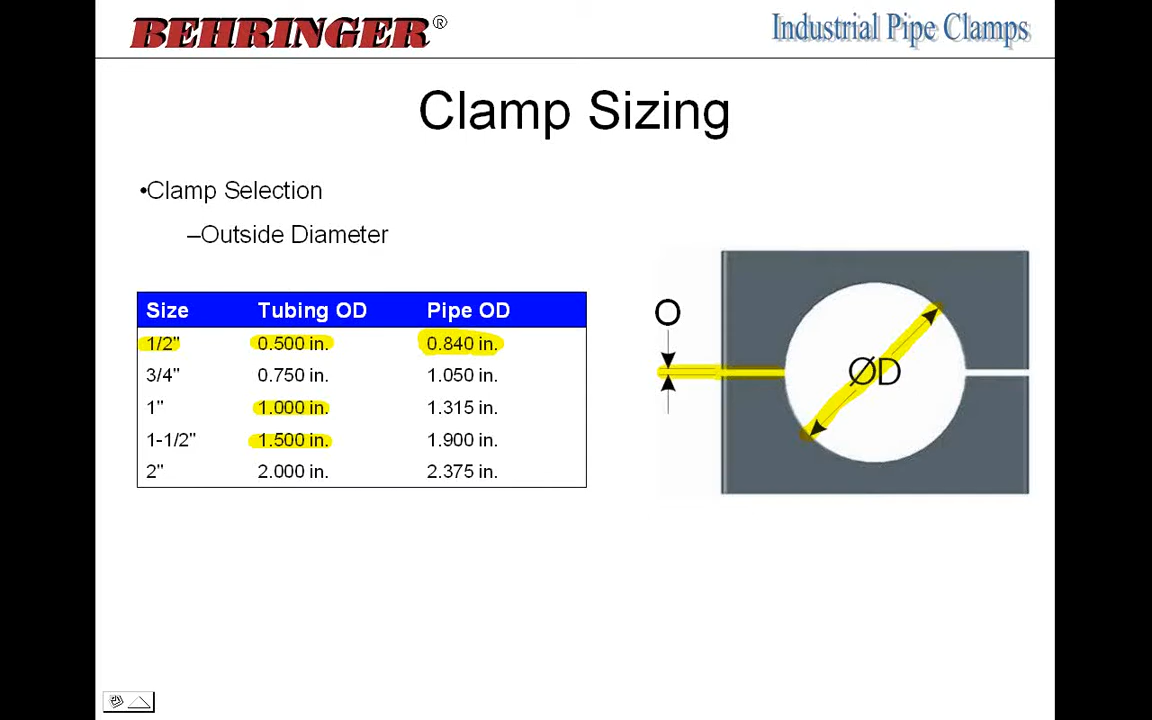 BEHRINGER®
Industrial Pipe Clamps
Clamp Sizing
•Clamp Selection
–Outside Diameter
Size Tubing OD Pipe OD
1/2" 0.500 in. 0.840 in.
3/4" 0.750 in. 1.050 in.
1" 1.000 in. 1.315 in.
1-1/2" 1.500 in. 1.900 in.
2" 2.000 in. 2.375 in.
O
ØD